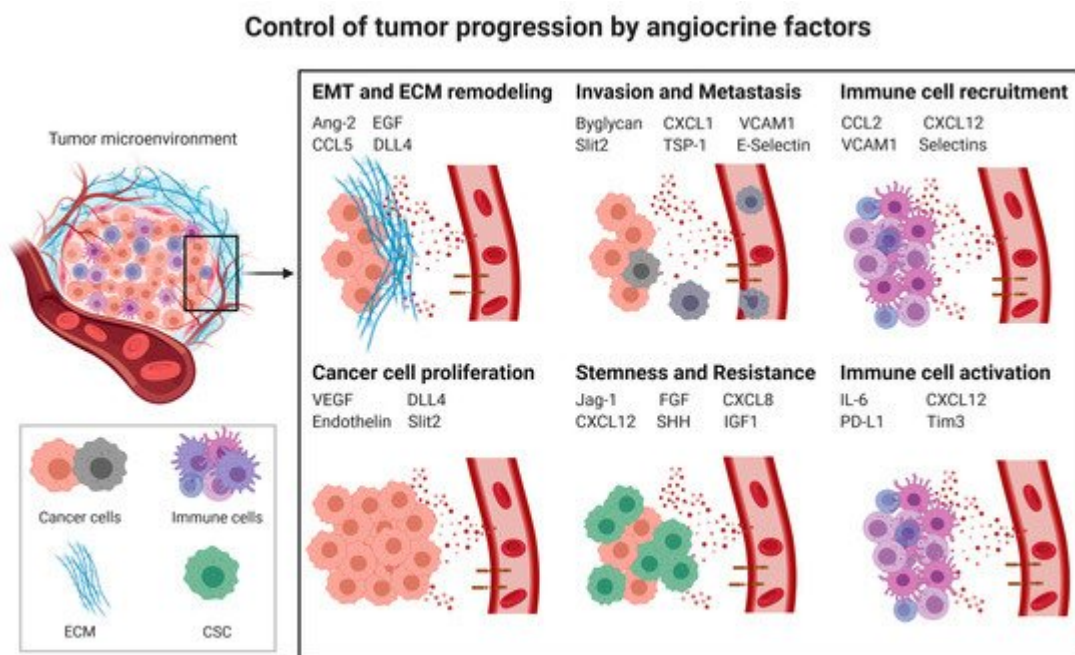 Control of tumor progression by angiocrine factors
Tumor microenvironment
EMT and ECM remodeling
Ang-2 EGF
CCL5 DLL4
Invasion and Metastasis
Byglycan CXCL1 VCAM1
Slit2 TSP-1 E-Selectin
Immune cell recruitment
CCL2 CXCL12
VCAM1 Selectins
Cancer cell proliferation
VEGF DLL4
Endothelin Slit2
Stemness and Resistance
Jag-1 FGF CXCL8
CXCL12 SHH IGF1
Immune cell activation
IL-6 CXCL12
PD-L1 Tim3
Cancer cells Immune cells
ECM CSC